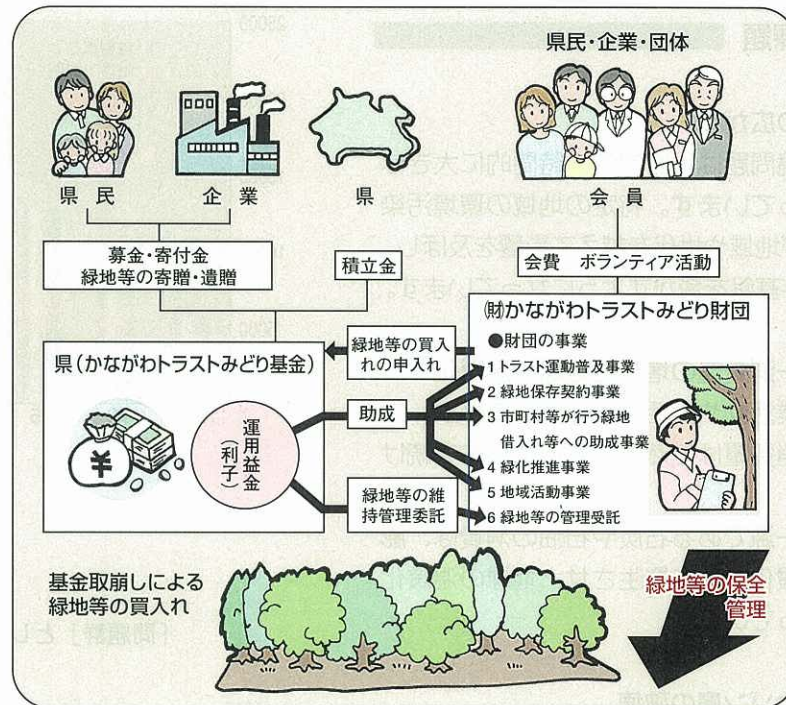 県民・企業・団体
県民
企業
県
会員
募金・寄付金
緑地等の寄贈・遺贈
積立金
会費 ボランティア活動
(財)かながわトラストみどり財団
●財団の事業
1 トラスト運動普及事業
2 緑地保存契約事業
3 市町村等が行う緑地
借入れ等への助成事業
4 緑化推進事業
5 地域活動事業
6 緑地等の管理受託
緑地等の買入
れの申入れ
県(かながわトラストみどり基金)
¥
運用益金
(利子)
助成
緑地等の維
持管理委託
基金取崩しによる
緑地等の買入れ
緑地等の保全
管理